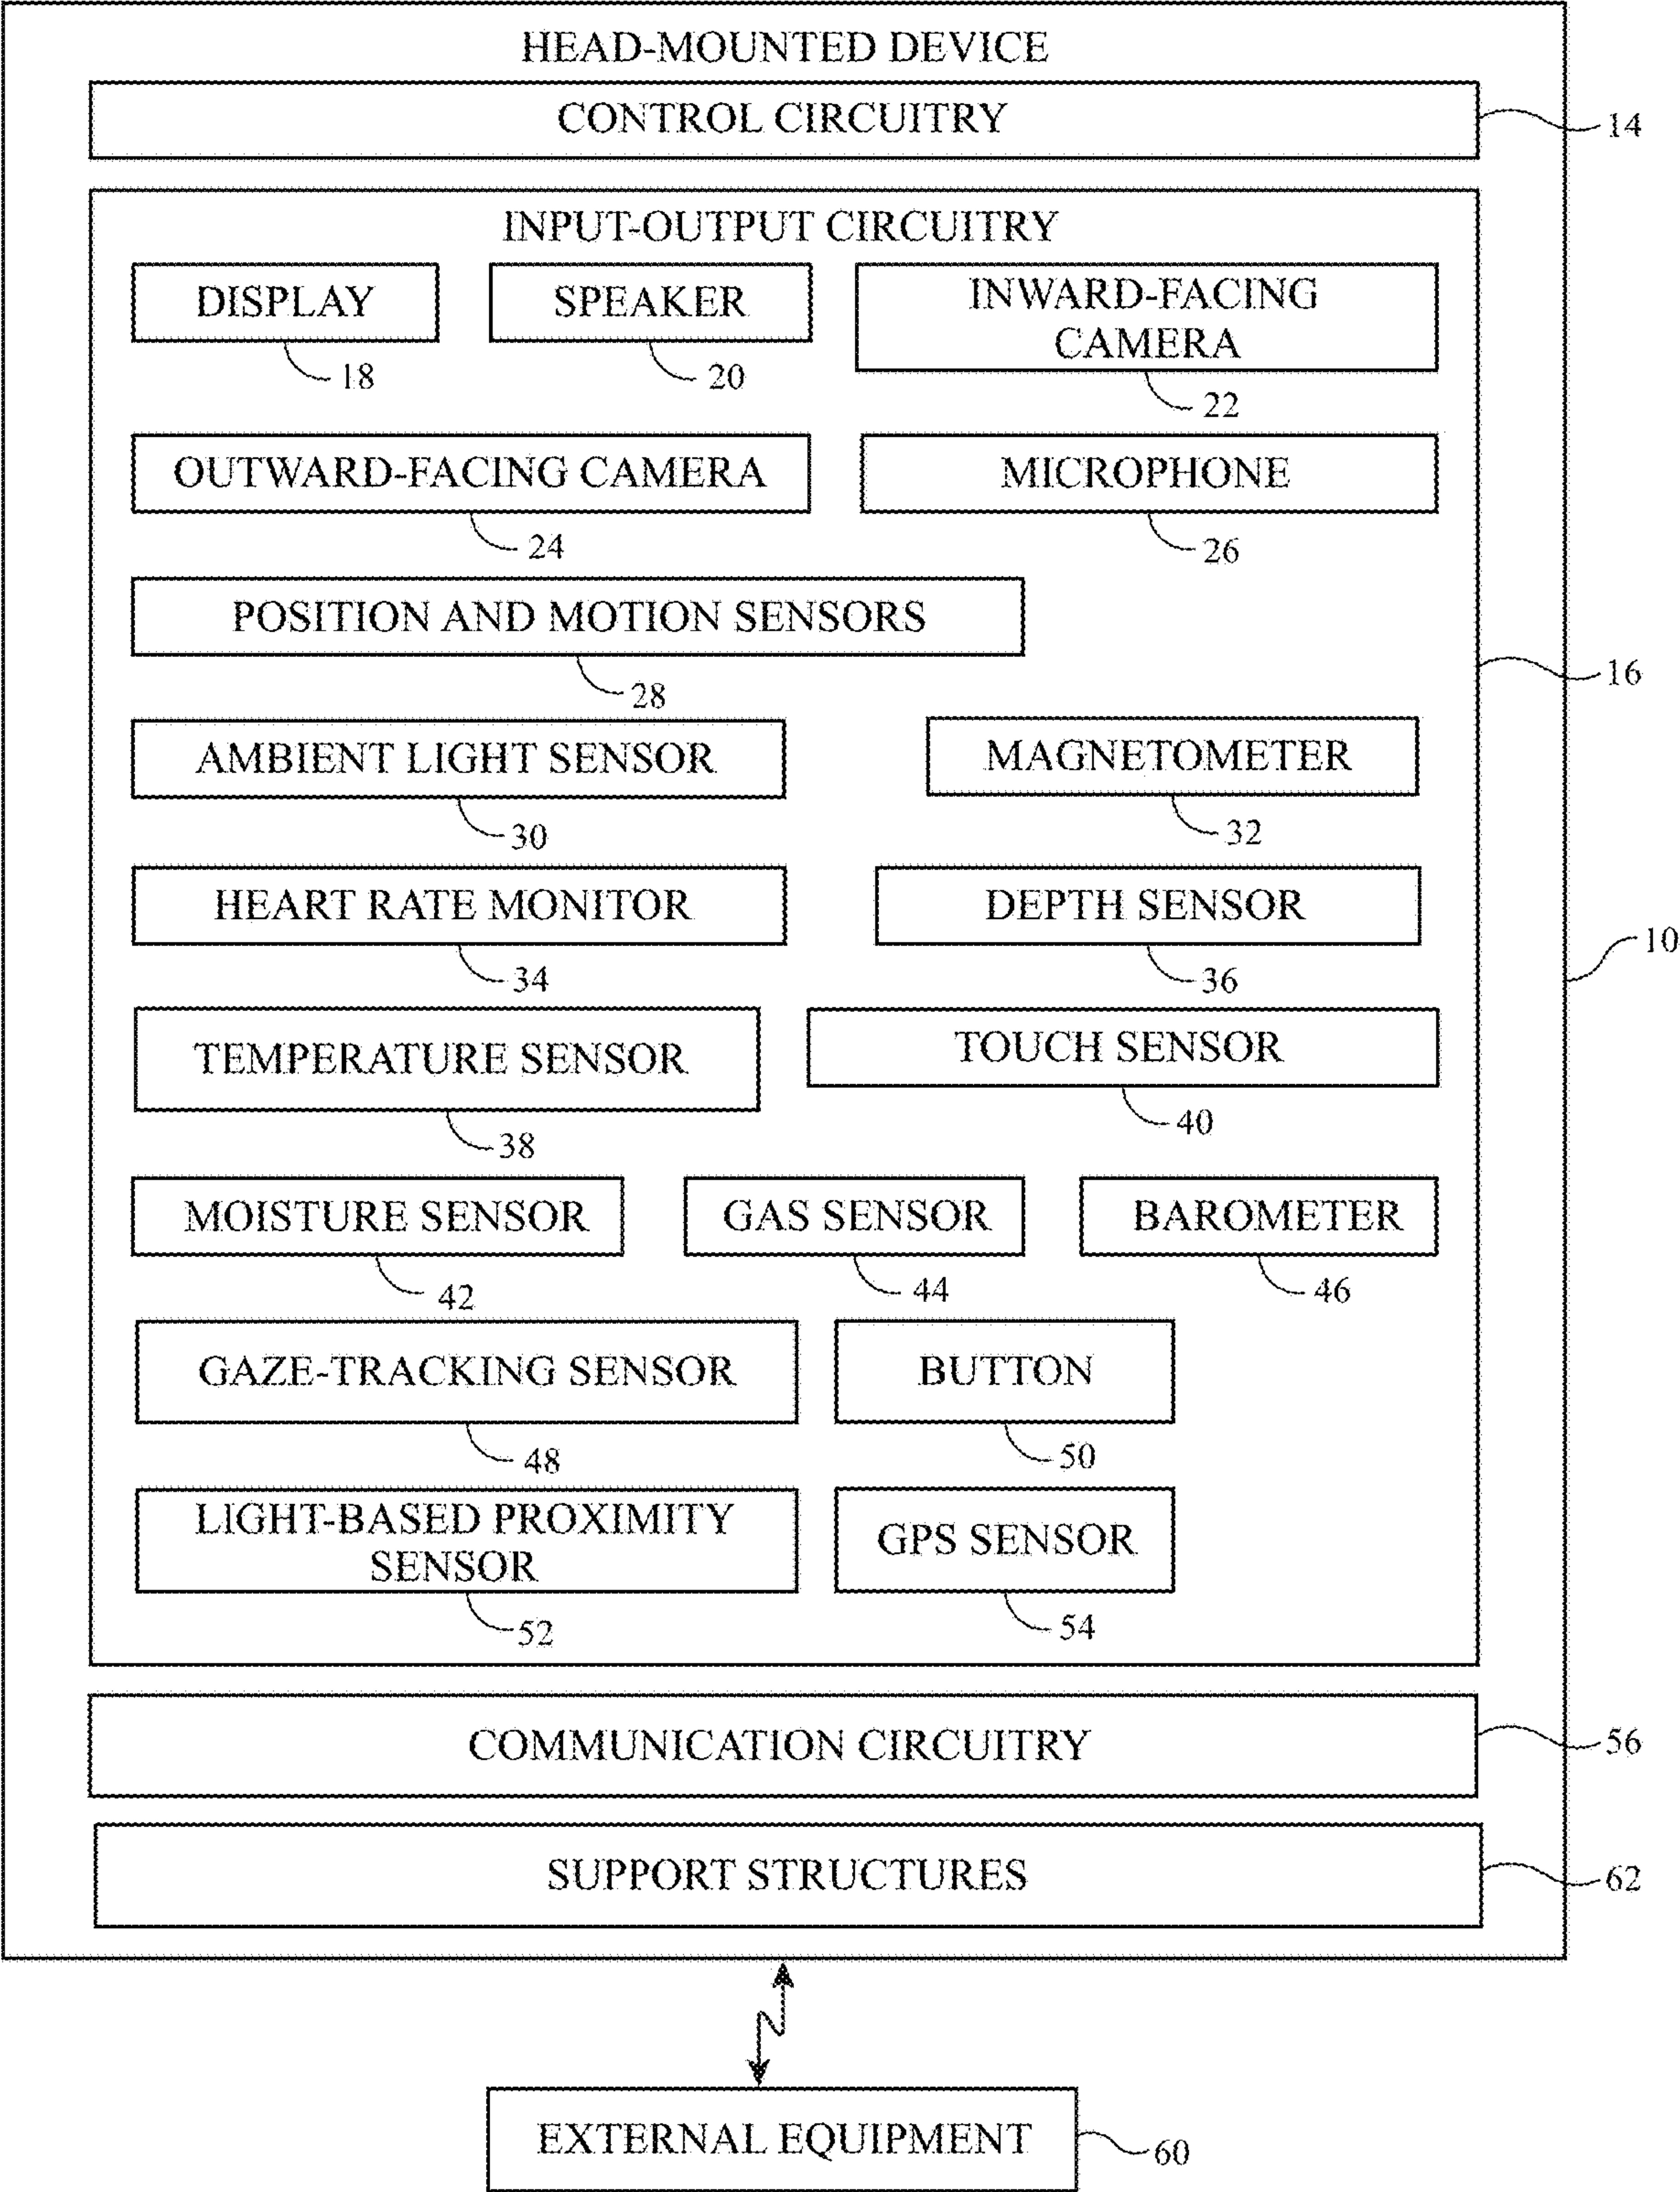 HEAD-MOUNTED DEVICE
CONTROL CIRCUITRY
14
INPUT-OUTPUT CIRCUITRY
DISPLAY
18
SPEAKER
20
INWARD-FACING
CAMERA
22
OUTWARD-FACING CAMERA
24
MICROPHONE
26
POSITION AND MOTION SENSORS
28
16
AMBIENT LIGHT SENSOR
30
MAGNETOMETER
32
HEART RATE MONITOR
34
DEPTH SENSOR
36
10
TEMPERATURE SENSOR
38
TOUCH SENSOR
40
MOISTURE SENSOR
42
GAS SENSOR
44
BAROMETER
46
GAZE-TRACKING SENSOR
48
BUTTON
50
LIGHT-BASED PROXIMITY
SENSOR
52
GPS SENSOR
54
COMMUNICATION CIRCUITRY
56
SUPPORT STRUCTURES
62
EXTERNAL EQUIPMENT
60